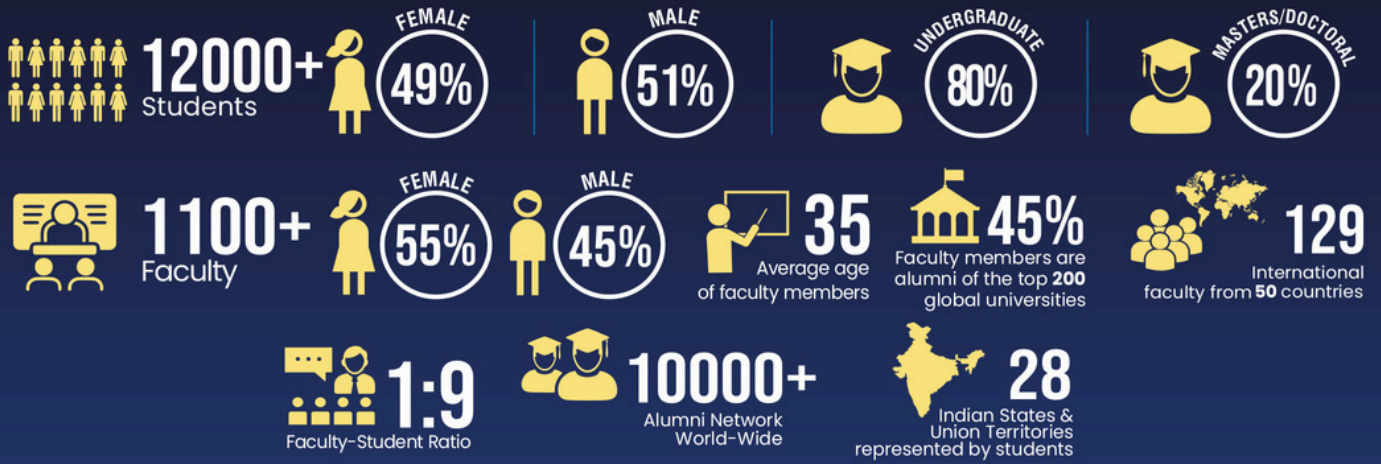 12000+
Students
FEMALE
49%
MALE
51%
UNDERGRADUATE
80%
MASTERS/DOCTORAL
20%
1100+
Faculty
FEMALE
55%
MALE
45%
35
Average age
of faculty members
45%
Faculty members are
alumni of the top 200
global universities
129
International
faculty from 50 countries
1:9
Faculty-Student Ratio
10000+
Alumni Network
World-Wide
28
Indian States &
Union Territories
represented by students